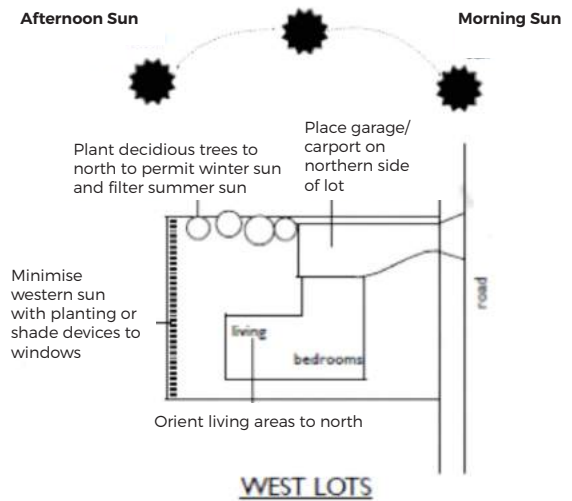 Afternoon Sun
Morning Sun
Plant decidious trees to
north to permit winter sun
and filter summer sun
Place garage/
carport on
northern side
of lot
Minimise
western sun
with planting or
shade devices to
windows
living
bedrooms
road
Orient living areas to north
WEST LOTS